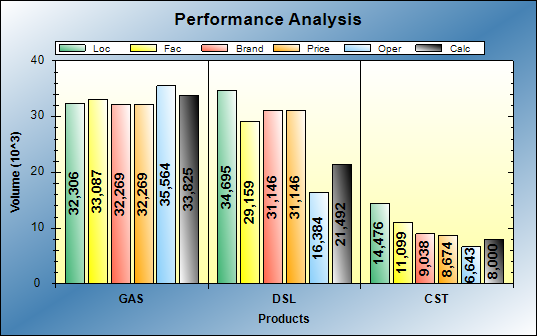 Performance Analysis
Loc Fac Brand Price Oper Calc
Volume (10^3)
40
30
20
10
0
32,306 33,087 32,269 32,269 35,564 33,825
34,695 29,159 31,146 31,146 16,384 21,492
14,476 11,099 9,038 8,674 6,643 8,000
GAS DSL CST
Products